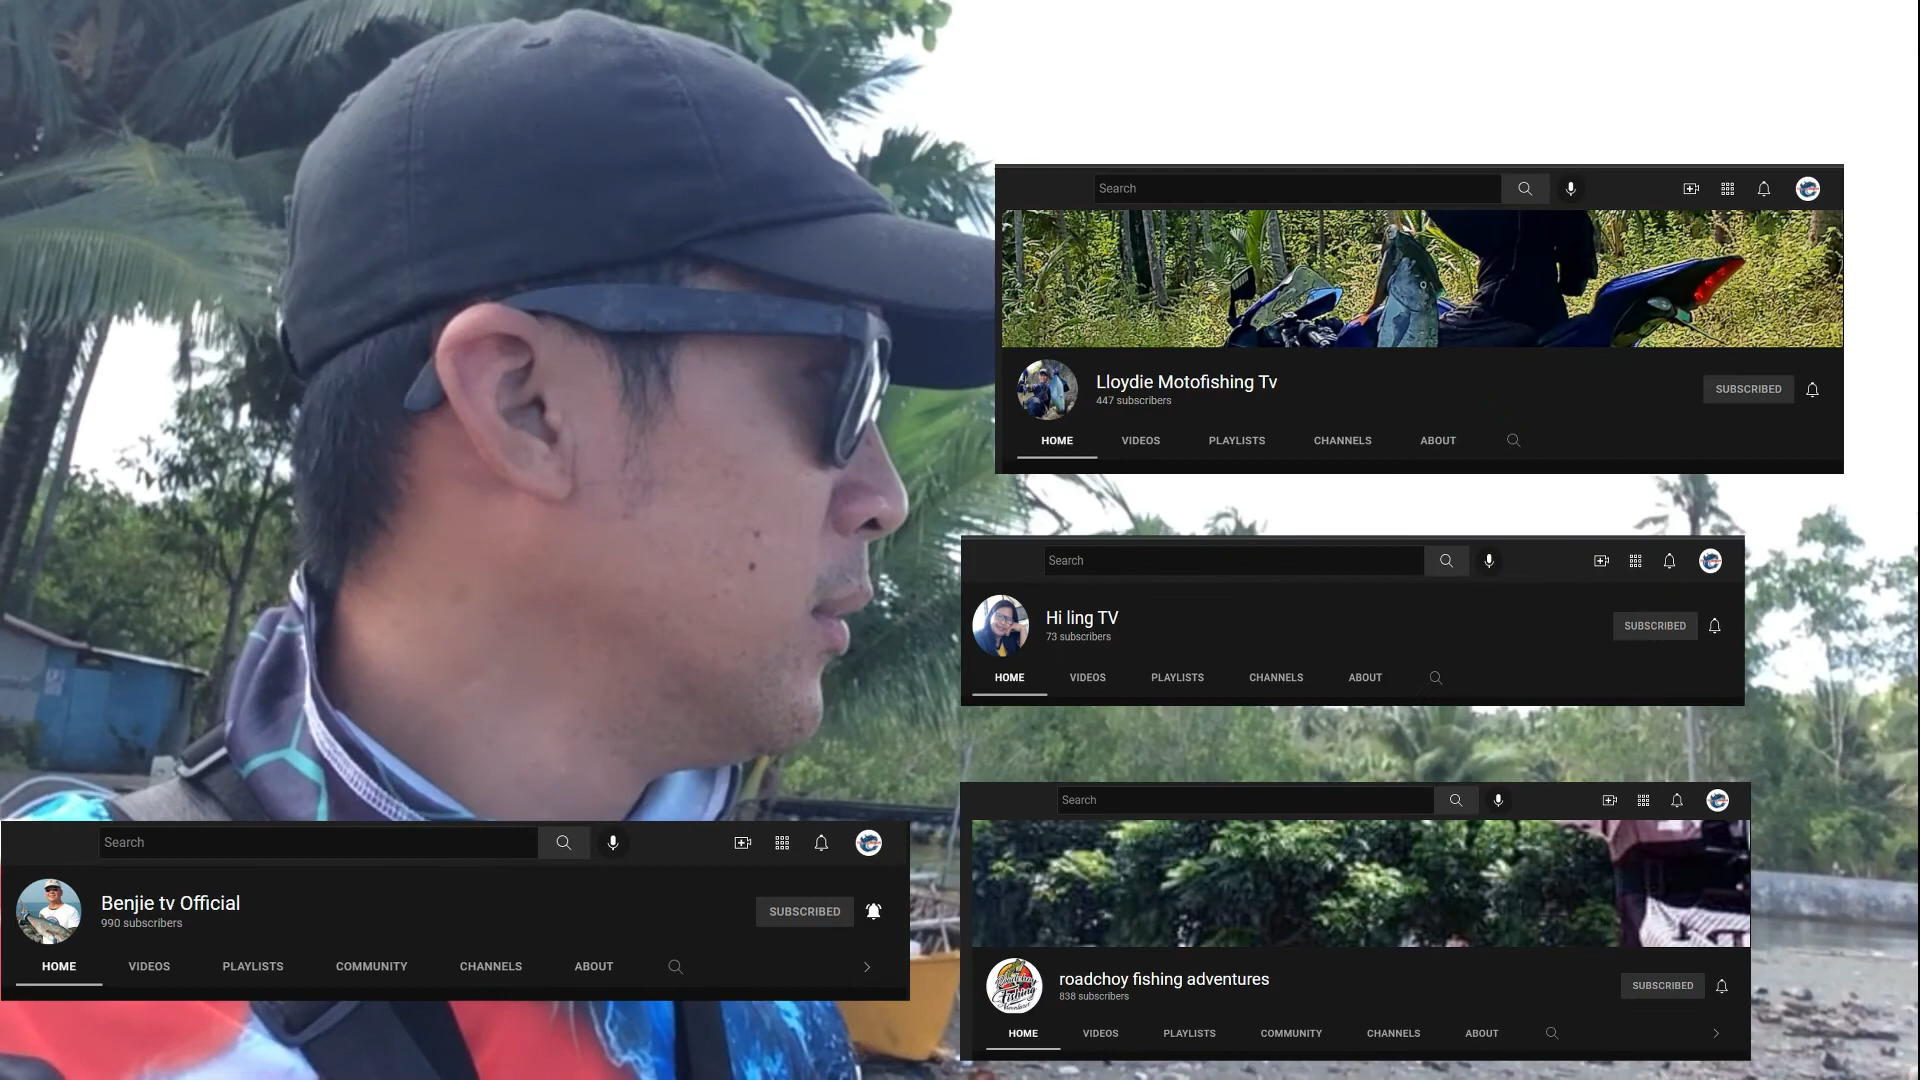 Search
Lloydie Motofishing Tv
447 subscribers
SUBSCRIBED
HOME VIDEOS PLAYLISTS CHANNELS ABOUT
Search
Hi ling TV
73 subscribers
SUBSCRIBED
HOME VIDEOS PLAYLISTS CHANNELS ABOUT
Search
roadchoy fishing adventures
838 subscribers
SUBSCRIBED
HOME VIDEOS PLAYLISTS COMMUNITY CHANNELS ABOUT
Search
Benjie tv Official
990 subscribers
SUBSCRIBED
HOME VIDEOS PLAYLISTS COMMUNITY CHANNELS ABOUT